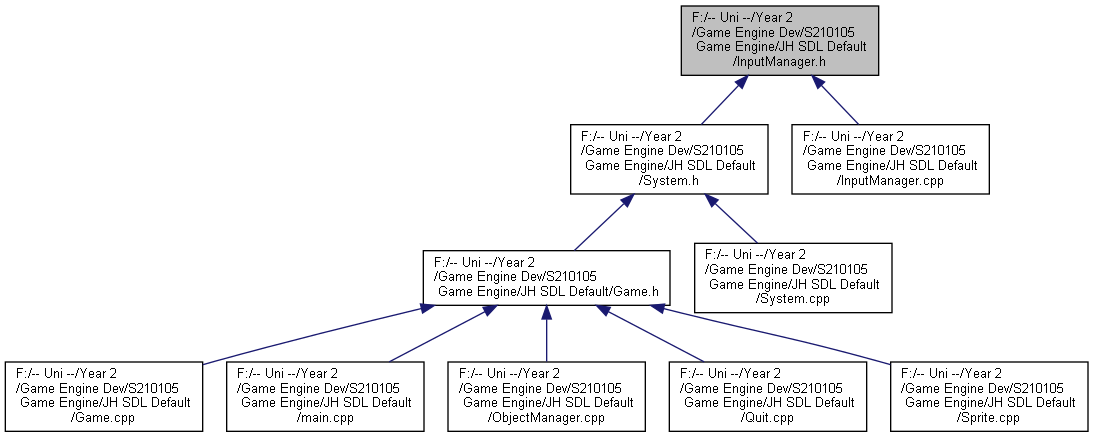 F:/-- Uni --/Year 2
/Game Engine Dev/S210105
Game Engine/JH SDL Default
/InputManager.h
F:/-- Uni --/Year 2
/Game Engine Dev/S210105
Game Engine/JH SDL Default
/System.h
F:/-- Uni --/Year 2
/Game Engine Dev/S210105
Game Engine/JH SDL Default
/InputManager.cpp
F:/-- Uni --/Year 2
/Game Engine Dev/S210105
Game Engine/JH SDL Default/Game.h
F:/-- Uni --/Year 2
/Game Engine Dev/S210105
Game Engine/JH SDL Default
/System.cpp
F:/-- Uni --/Year 2
/Game Engine Dev/S210105
Game Engine/JH SDL Default
/Game.cpp
F:/-- Uni --/Year 2
/Game Engine Dev/S210105
Game Engine/JH SDL Default
/main.cpp
F:/-- Uni --/Year 2
/Game Engine Dev/S210105
Game Engine/JH SDL Default
/ObjectManager.cpp
F:/-- Uni --/Year 2
/Game Engine Dev/S210105
Game Engine/JH SDL Default
/Quit.cpp
F:/-- Uni --/Year 2
/Game Engine Dev/S210105
Game Engine/JH SDL Default
/Sprite.cpp